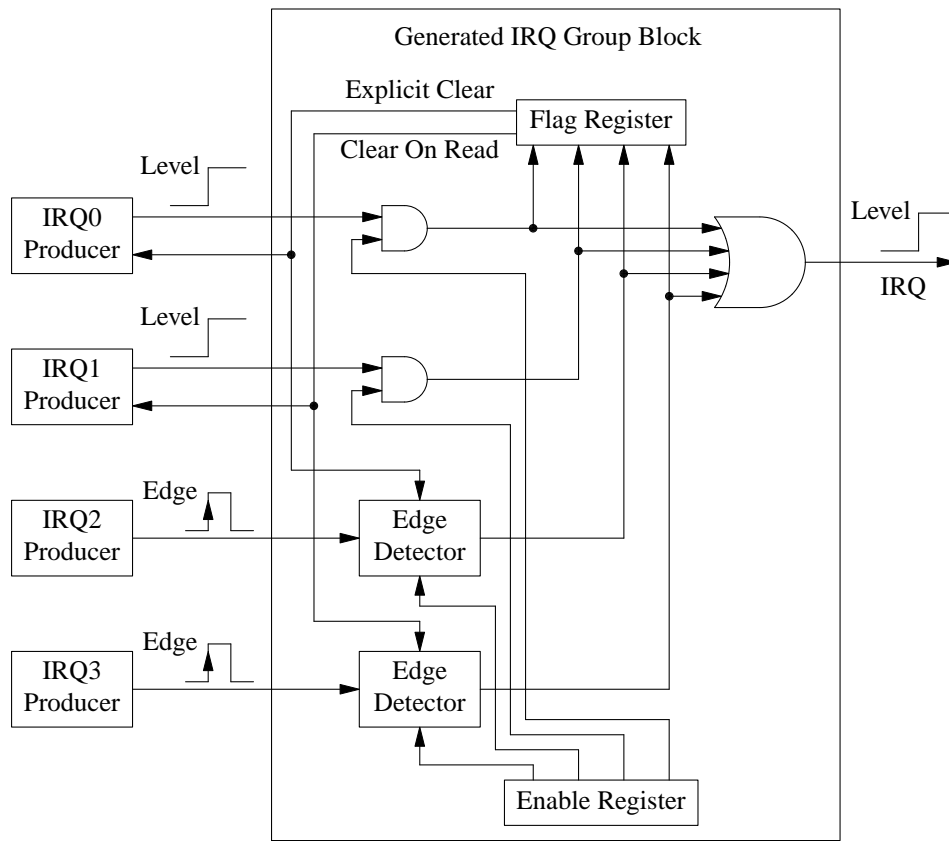 Generated IRQ Group Block
Explicit Clear
Flag Register
Clear On Read
Level
IRQ0
Producer
Level
IRQ
Level
IRQ1
Producer
Edge
IRQ2
Producer
Edge
Detector
Edge
IRQ3
Producer
Edge
Detector
Enable Register